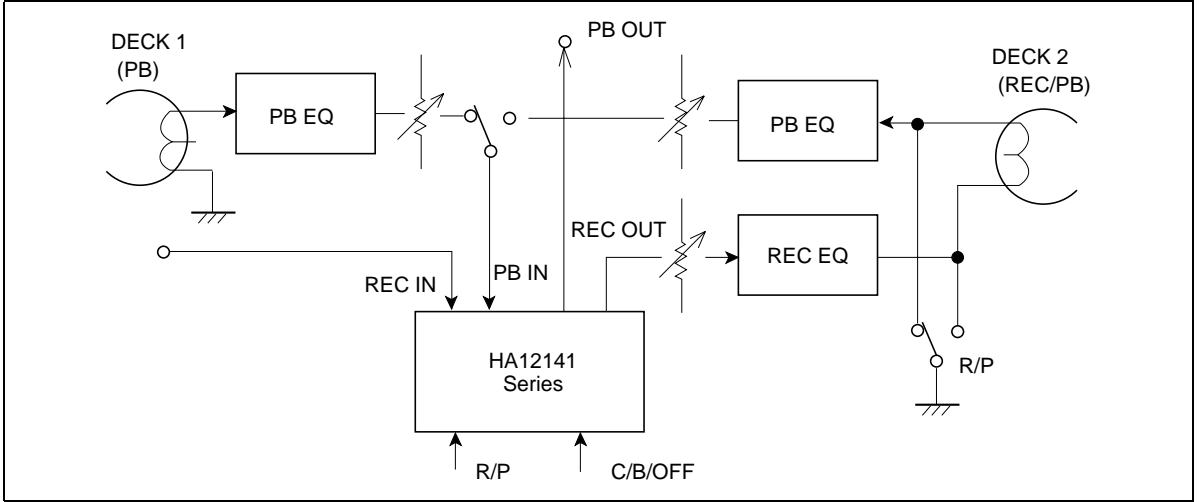 DECK 1
(PB)
PB EQ
PB OUT
PB EQ
DECK 2
(REC/PB)
REC OUT
REC EQ
REC IN
PB IN
HA12141
Series
R/P
R/P
C/B/OFF